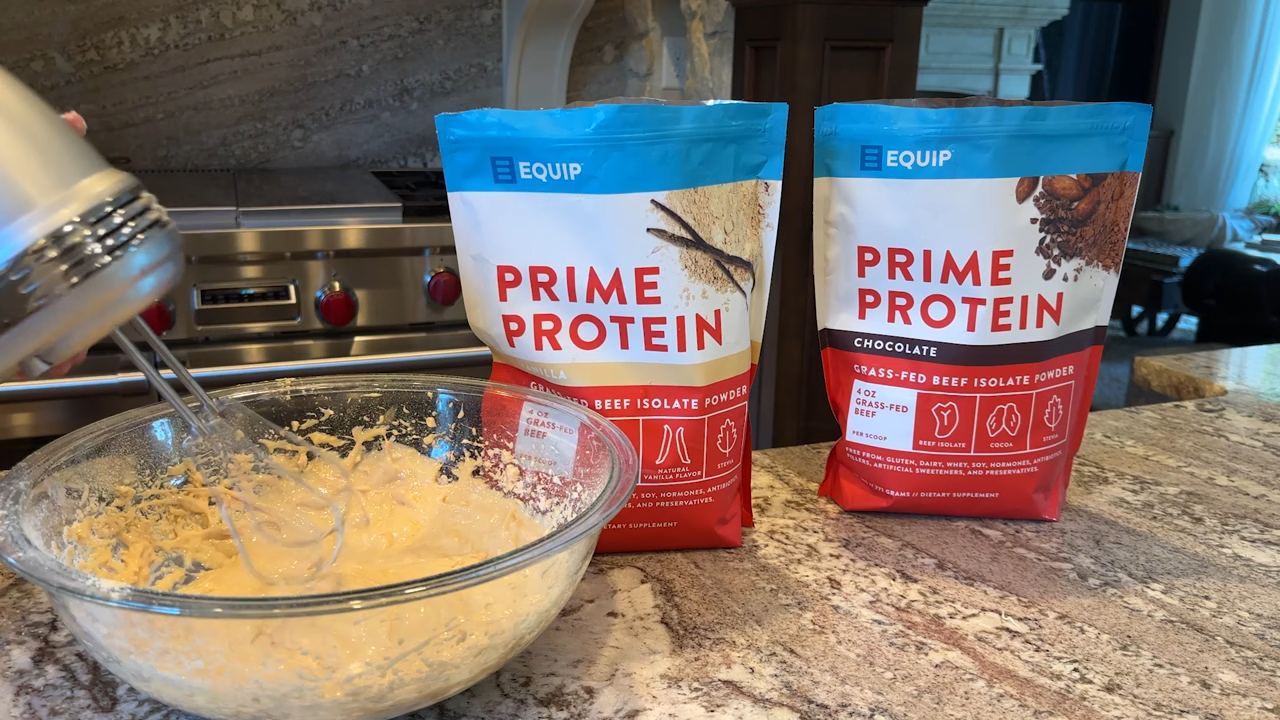 EQUIP
PRIME
PROTEIN
VANILLA
GRASS-FED BEEF ISOLATE POWDER
4 OZ
GRASS-FED
BEEF
PER SCOOP
NATURAL
VANILLA FLAVOR
STEVIA
SOY, HORMONES,
AND PRESERVATIVES.
DIETARY SUPPLEMENT
EQUIP
PRIME
PROTEIN
CHOCOLATE
GRASS-FED BEEF ISOLATE POWDER
4 OZ
GRASS-FED
BEEF
PER SCOOP
BEEF ISOLATE
COCOA
STEVIA
FREE FROM: GLUTEN, DAIRY, WHEY, SOY, HORMONES, ANTIBIOTICS,
FILLERS, ARTIFICIAL SWEETENERS, AND PRESERVATIVES.
GRAMS // DIETARY SUPPLEMENT